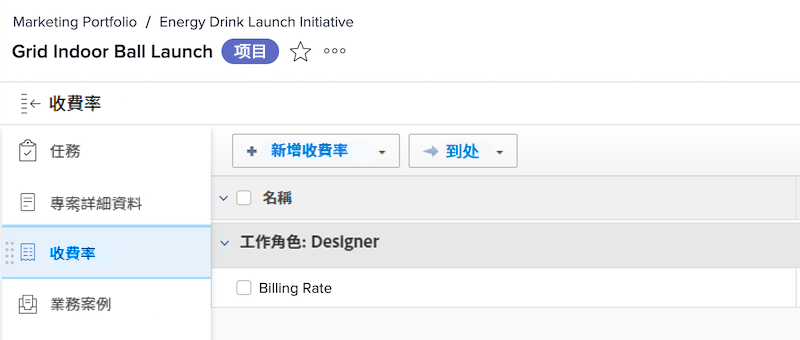 Marketing Portfolio / Energy Drink Launch Initiative
Grid Indoor Ball Launch 项目
收費率
任務
新增收費率 到处
專案詳細資料
名稱
收費率
工作角色: Designer
業務案例
Billing Rate